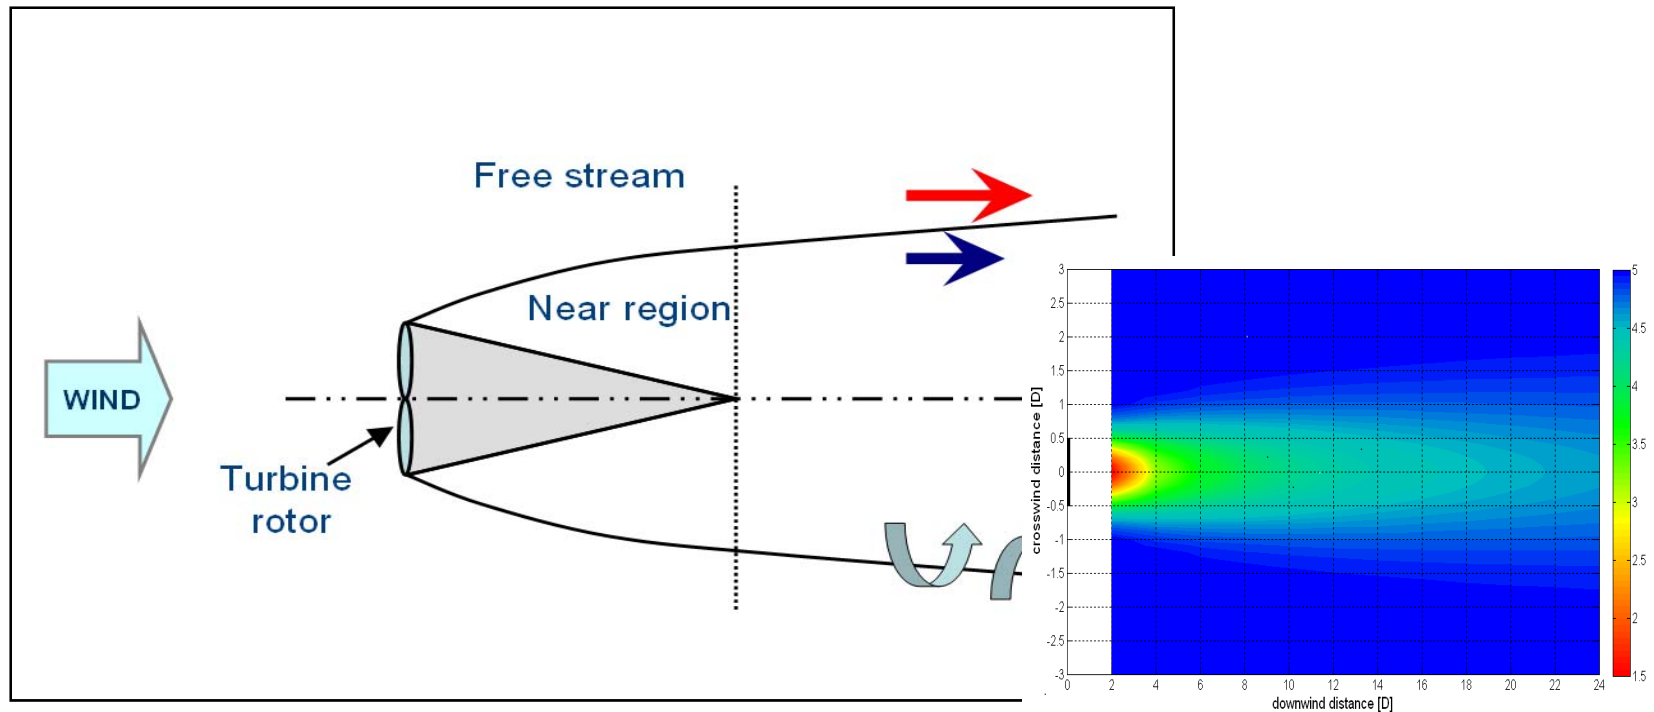 Free stream
Near region
WIND
Turbine
rotor
crosswind distance [D]
3
2.5
2
1.5
1
0.5
0
-0.5
-1
-1.5
-2
-2.5
-3
0 2 4 6 8 10 12 14 16 18 20 22 24
downwind distance [D]
5
4.5
4
3.5
3
2.5
2
1.5